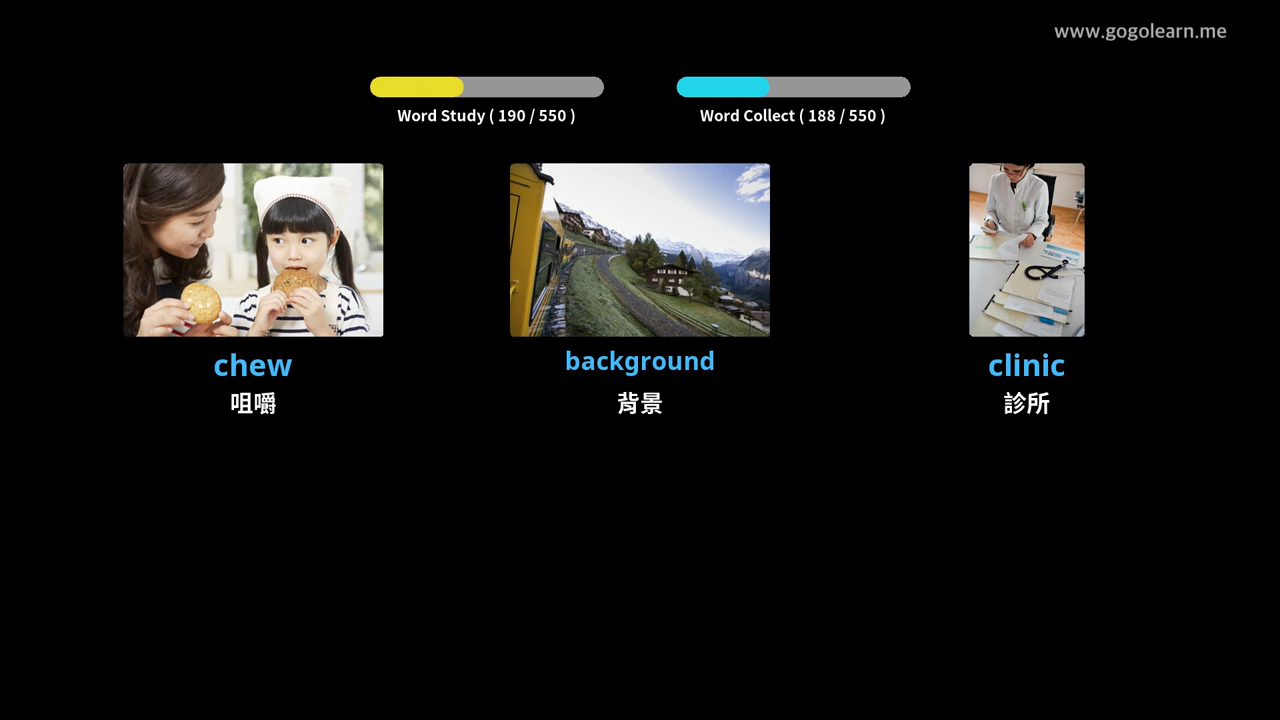 www.gogolearn.me
Word Study ( 190 / 550 )
Word Collect ( 188 / 550 )
chew
background
clinic
咀嚼
背景
診所